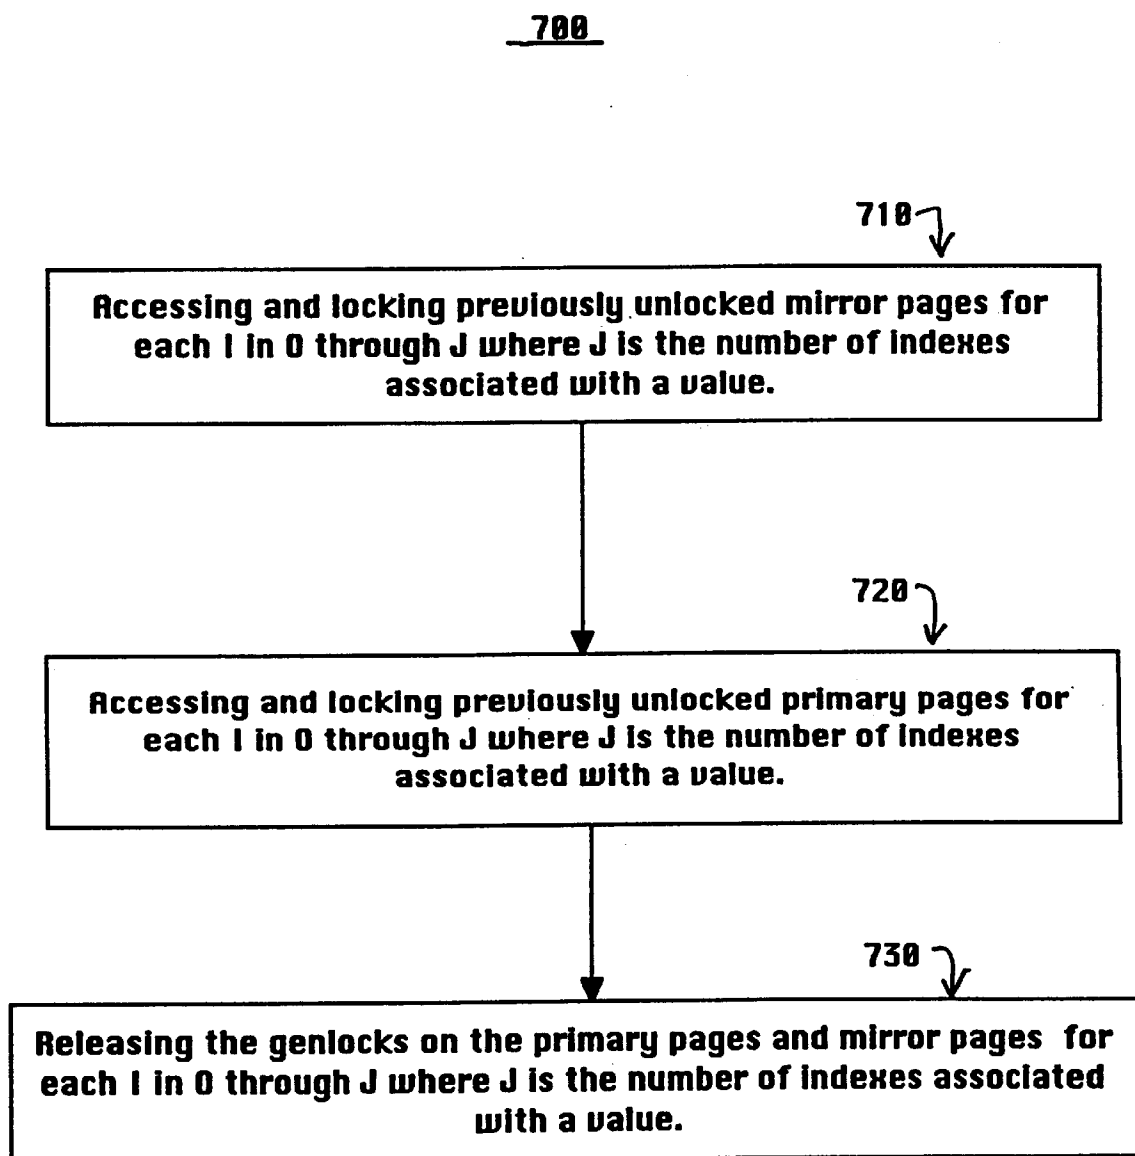 700
710
Accessing and locking previously unlocked mirror pages for
each I in 0 through J where J is the number of indexes
associated with a value.
720
Accessing and locking previously unlocked primary pages for
each I in 0 through J where J is the number of indexes
associated with a value.
730
Releasing the genlocks on the primary pages and mirror pages for
each I in 0 through J where J is the number of indexes associated
with a value.